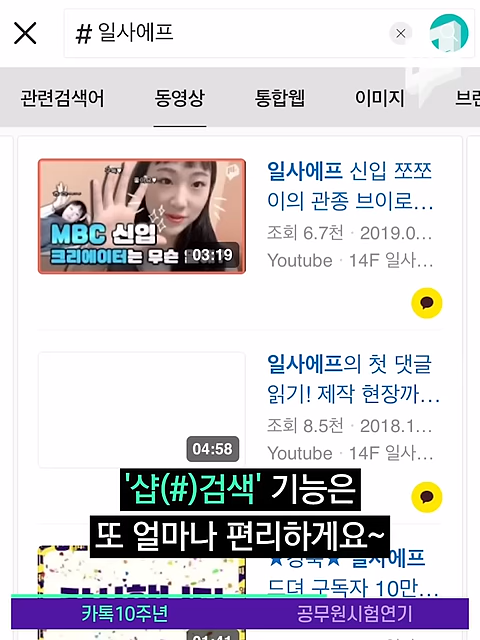 # 일사에프
관련검색어 동영상 통합웹 이미지 브런
MBC 신입
크리에이터는 무슨
03:19
일사에프 신입 쪼쪼
이의 관종 브이로...
조회 6.7천 · 2019.0...
Youtube · 14F 일사...
일사에프의 첫 댓글
읽기! 제작 현장까...
조회 8.5천 · 2018.1...
Youtube · 14F 일사...
04:58
'샵(#)검색' 기능은
또 얼마나 편리하게요~
일사에프
드뎌 구독자 10만...
카톡10주년 공무원시험연기